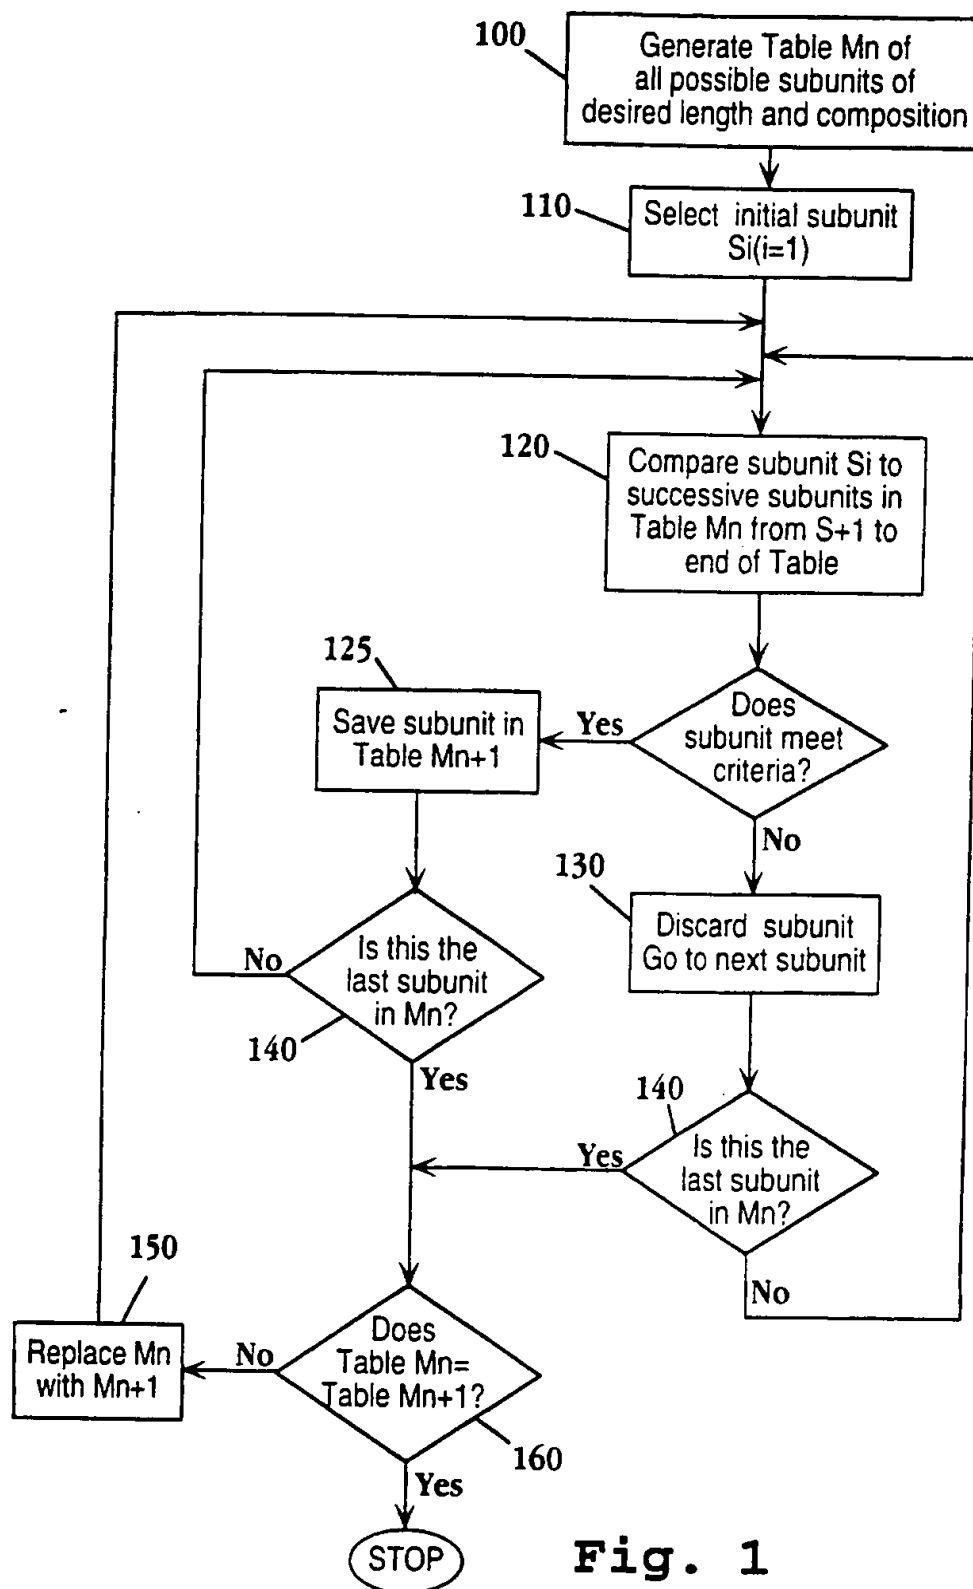 100
Generate Table Mn of
all possible subunits of
desired length and composition
110
Select initial subunit
Si(i=1)
120
Compare subunit Si to
successive subunits in
Table Mn from S+1 to
end of Table
125
Save subunit in
Table Mn+1
Yes
Does
subunit meet
criteria?
No
130
Discard subunit
Go to next subunit
No
Is this the
last subunit
in Mn?
140
Yes
140
Yes
Is this the
last subunit
in Mn?
No
150
Replace Mn
with Mn+1
No
Does
Table Mn=
Table Mn+1?
160
Yes
STOP
Fig. 1